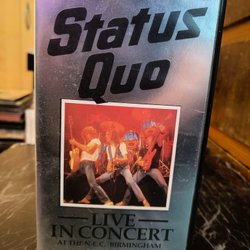 Status
Quo
LIVE
IN CONCERT
AT THE N.E.C. BIRMINGHAM